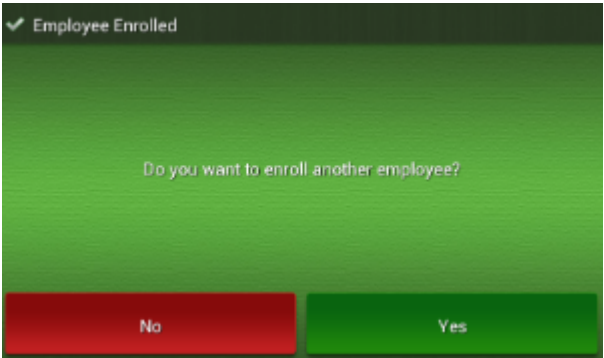 Employee Enrolled
Do you want to enroll another employee?
No
Yes